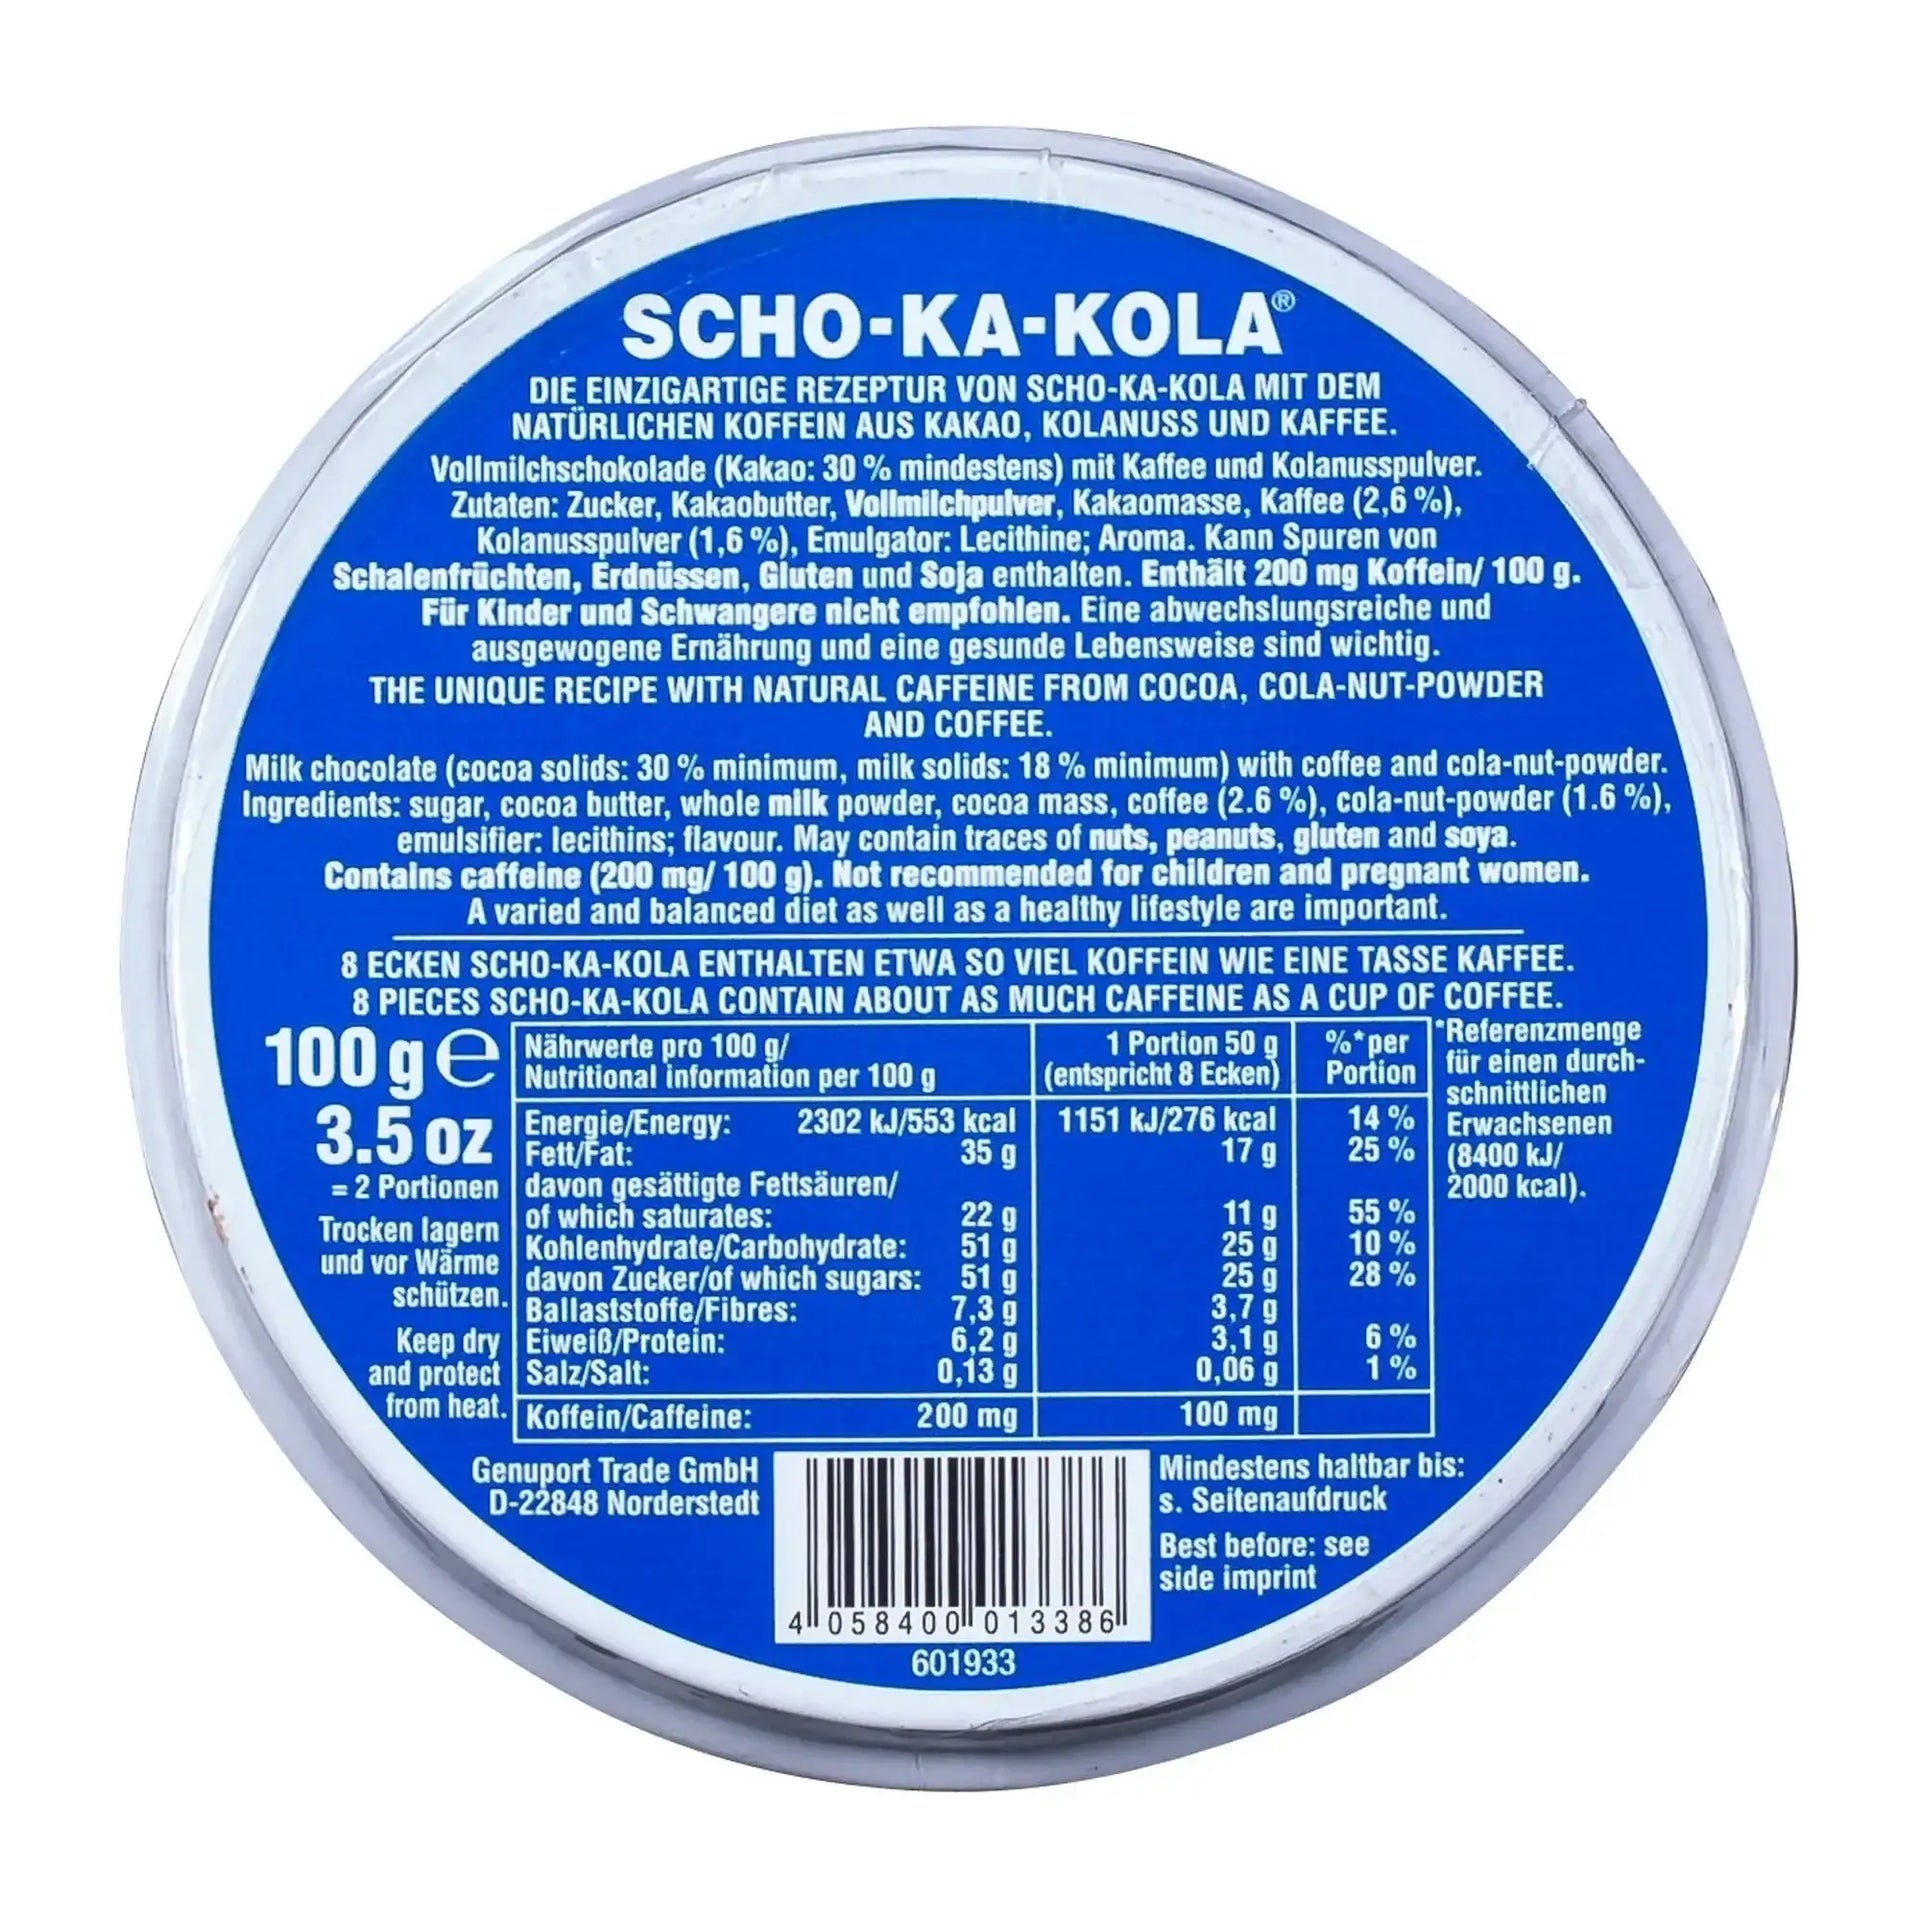 SCHO-KA-KOLA®
DIE EINZIGARTIGE REZEPTUR VON SCHO-KA-KOLA MIT DEM
NATÜRLICHEN KOFFEIN AUS KAKAO, KOLANUSS UND KAFFEE.
Vollmilchschokolade (Kakao: 30 % mindestens) mit Kaffee und Kolanusspulver.
Zutaten: Zucker, Kakaobutter, Vollmilchpulver, Kakaomasse, Kaffee (2,6 %),
Kolanusspulver (1,6 %), Emulgator: Lecithine; Aroma. Kann Spuren von
Schalenfrüchten, Erdnüssen, Gluten und Soja enthalten. Enthält 200 mg Koffein/ 100 g.
Für Kinder und Schwangere nicht empfohlen. Eine abwechslungsreiche und
ausgewogene Ernährung und eine gesunde Lebensweise sind wichtig.
THE UNIQUE RECIPE WITH NATURAL CAFFEINE FROM COCOA, COLA-NUT-POWDER
AND COFFEE.
Milk chocolate (cocoa solids: 30 % minimum, milk solids: 18 % minimum) with coffee and cola-nut-powder.
Ingredients: sugar, cocoa butter, whole milk powder, cocoa mass, coffee (2.6 %), cola-nut-powder (1.6 %),
emulsifier: lecithins; flavour. May contain traces of nuts, peanuts, gluten and soya.
Contains caffeine (200 mg/ 100 g). Not recommended for children and pregnant women.
A varied and balanced diet as well as a healthy lifestyle are important.
8 ECKEN SCHO-KA-KOLA ENTHALTEN ETWA SO VIEL KOFFEIN WIE EINE TASSE KAFFEE.
8 PIECES SCHO-KA-KOLA CONTAIN ABOUT AS MUCH CAFFEINE AS A CUP OF COFFEE.
100 g ℮
3.5 oz
= 2 Portionen
Trocken lagern
und vor Wärme
schützen.
Keep dry
and protect
from heat.
Nährwerte pro 100 g/ 1 Portion 50 g %* per
Nutritional information per 100 g (entspricht 8 Ecken) Portion
Energie/Energy: 2302 kJ/553 kcal 1151 kJ/276 kcal 14 %
Fett/Fat: 35 g 17 g 25 %
davon gesättigte Fettsäuren/
of which saturates: 22 g 11 g 55 %
Kohlenhydrate/Carbohydrate: 51 g 25 g 10 %
davon Zucker/of which sugars: 51 g 25 g 28 %
Ballaststoffe/Fibres: 7,3 g 3,7 g
Eiweiß/Protein: 6,2 g 3,1 g 6 %
Salz/Salt: 0,13 g 0,06 g 1 %
Koffein/Caffeine: 200 mg 100 mg
*Referenzmenge
für einen durch-
schnittlichen
Erwachsenen
(8400 kJ/
2000 kcal).
Genuport Trade GmbH
D-22848 Norderstedt
4 058400 013386
601933
Mindestens haltbar bis:
s. Seitenaufdruck
Best before: see
side imprint